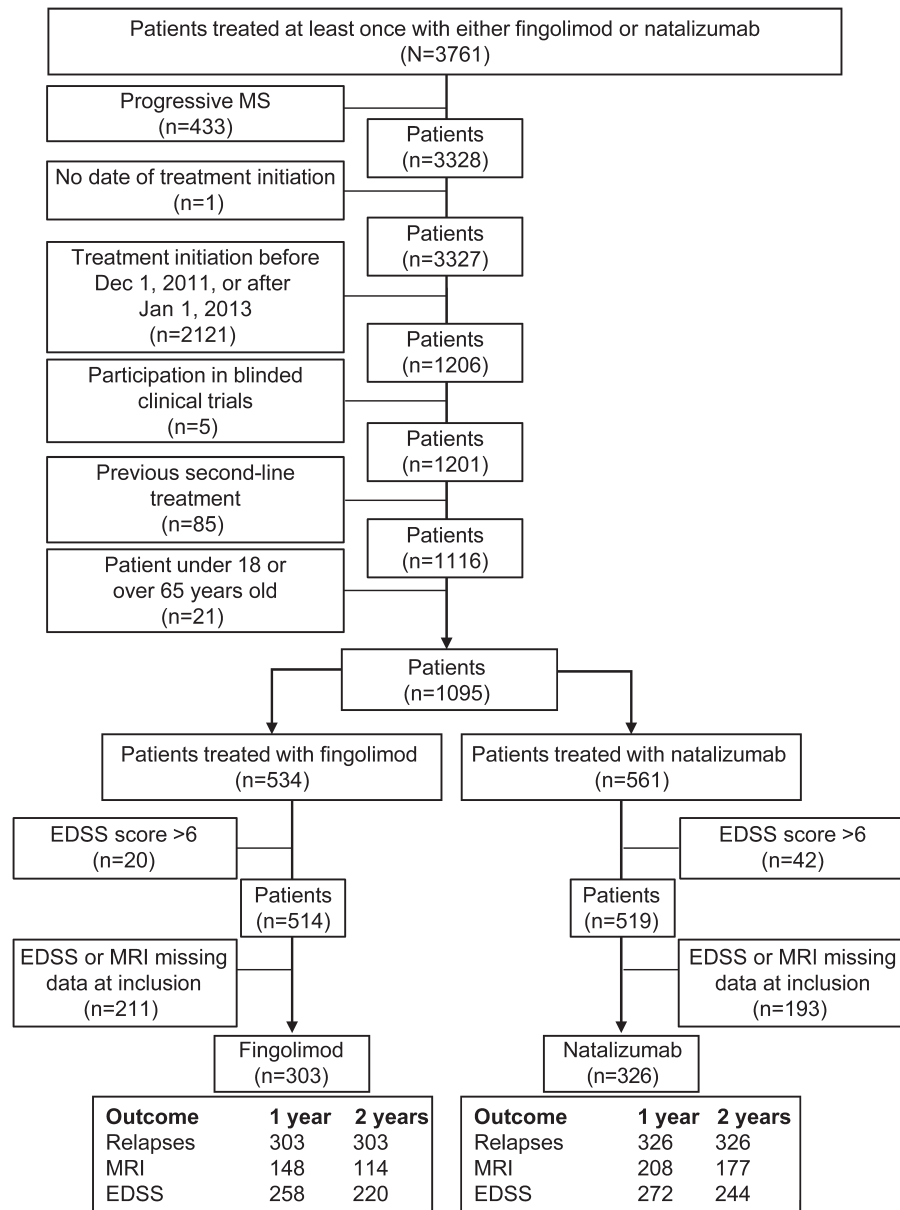 Patients treated at least once with either fingolimod or natalizumab
(N=3761)
Progressive MS
(n=433)
Patients
(n=3328)
No date of treatment initiation
(n=1)
Patients
(n=3327)
Treatment initiation before
Dec 1, 2011, or after
Jan 1, 2013
(n=2121)
Patients
(n=1206)
Participation in blinded
clinical trials
(n=5)
Patients
(n=1201)
Previous second-line
treatment
(n=85)
Patients
(n=1116)
Patient under 18 or
over 65 years old
(n=21)
Patients
(n=1095)
Patients treated with fingolimod
(n=534)
Patients treated with natalizumab
(n=561)
EDSS score >6
(n=20)
EDSS score >6
(n=42)
Patients
(n=514)
Patients
(n=519)
EDSS or MRI missing
data at inclusion
(n=211)
EDSS or MRI missing
data at inclusion
(n=193)
Fingolimod
(n=303)
Natalizumab
(n=326)
Outcome 1 year 2 years
Relapses 303 303
MRI 148 114
EDSS 258 220
Outcome 1 year 2 years
Relapses 326 326
MRI 208 177
EDSS 272 244